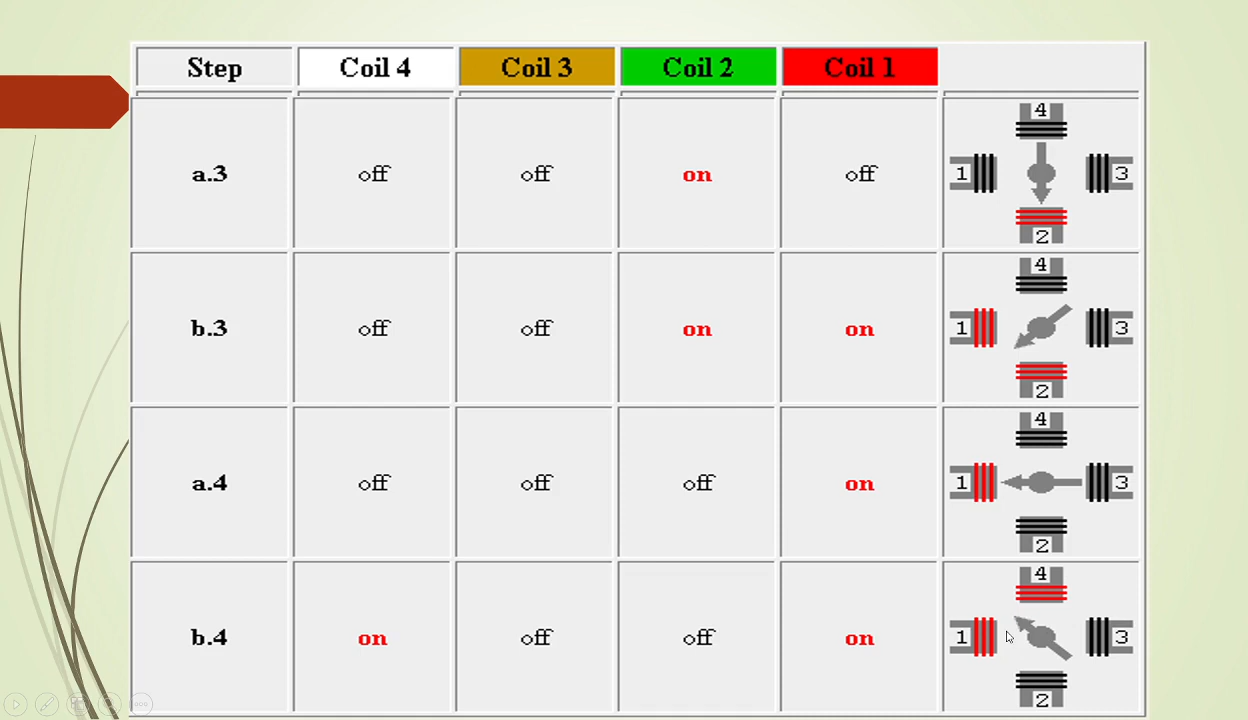 Step Coil 4 Coil 3 Coil 2 Coil 1
4
a.3 off off on off 1 3
2
4
b.3 off off on on 1 3
2
4
a.4 off off off on 1 3
2
4
b.4 on off off on 1 3
2